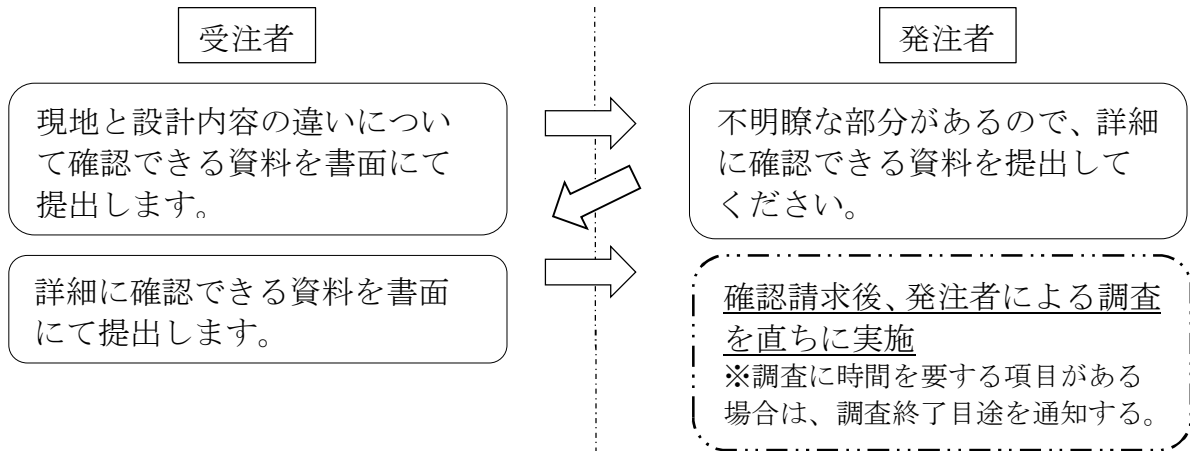 受注者
発注者
現地と設計内容の違いについ
て確認できる資料を書面にて
提出します。
不明瞭な部分があるので、詳細
に確認できる資料を提出して
ください。
詳細に確認できる資料を書面
にて提出します。
確認請求後、発注者による調査
を直ちに実施
※調査に時間を要する項目がある
場合は、調査終了目途を通知する。